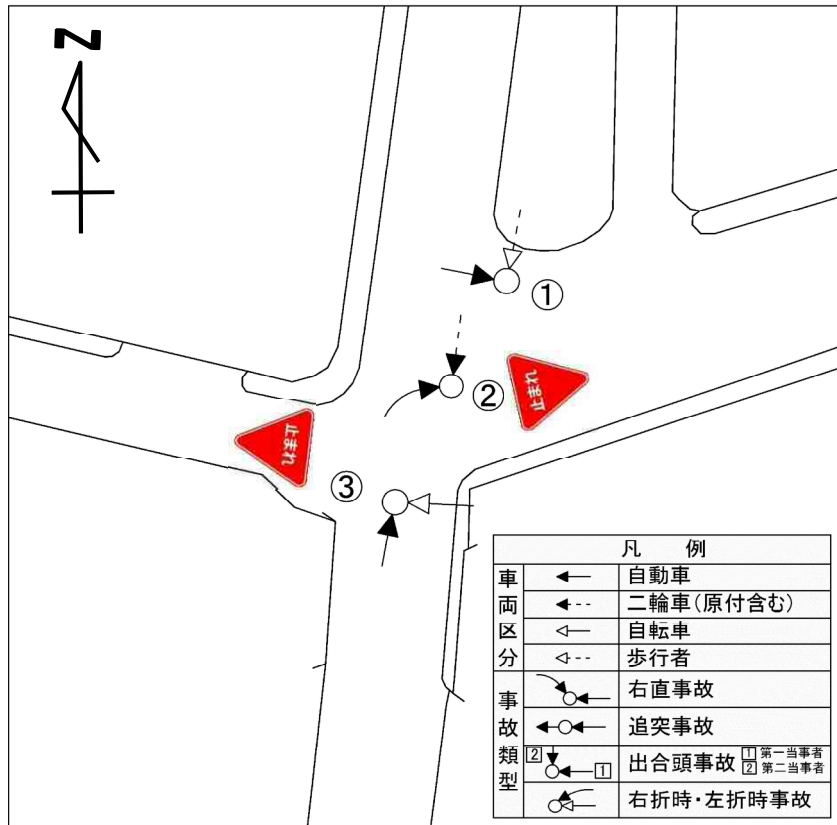 N
①
②
止まれ
止まれ
③
凡 例
車両区分
自動車
二輪車(原付含む)
自転車
歩行者
事故類型
右直事故
追突事故
2
1
出合頭事故
1 第一当事者
2 第二当事者
右折時・左折時事故